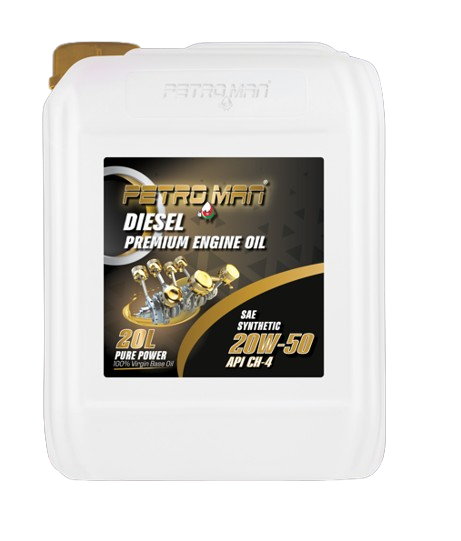 PETROMAN
PETROMAN
DIESEL
PREMIUM ENGINE OIL
20L
PURE POWER
100% Virgin Base Oil
SAE
SYNTHETIC
20W-50
API CH-4